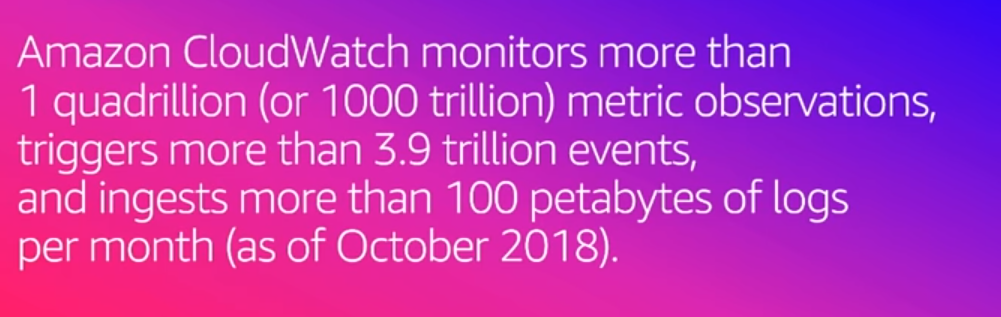 Amazon CloudWatch monitors more than
1 quadrillion (or 1000 trillion) metric observations,
triggers more than 3.9 trillion events,
and ingests more than 100 petabytes of logs
per month (as of October 2018).